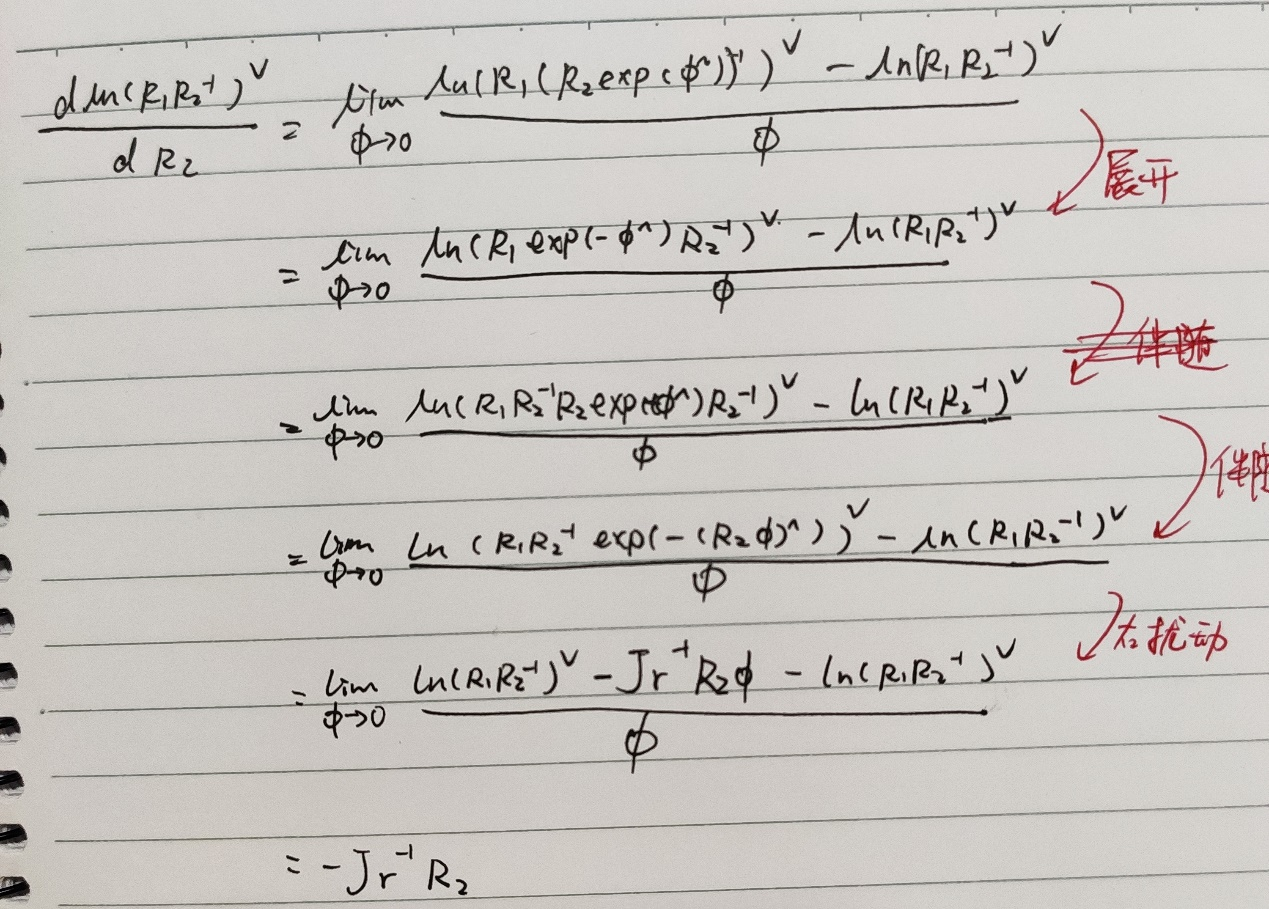 d ln(R₁R₂⁻¹)^∨ / d R₂ = lim_{ϕ→0} [ln(R₁(R₂exp(ϕ^))⁻¹)^∨ − ln(R₁R₂⁻¹)^∨] / ϕ
展开
= lim_{ϕ→0} [ln(R₁exp(−ϕ^)R₂⁻¹)^∨ − ln(R₁R₂⁻¹)^∨] / ϕ
伴随
= lim_{ϕ→0} [ln(R₁R₂⁻¹R₂exp(ϕ^)R₂⁻¹)^∨ − ln(R₁R₂⁻¹)^∨] / ϕ
伴随
= lim_{ϕ→0} [ln(R₁R₂⁻¹exp(−(R₂ϕ)^))^∨ − ln(R₁R₂⁻¹)^∨] / ϕ
右扰动
= lim_{ϕ→0} [ln(R₁R₂⁻¹)^∨ − Jr⁻¹R₂ϕ − ln(R₁R₂⁻¹)^∨] / ϕ
= −Jr⁻¹R₂